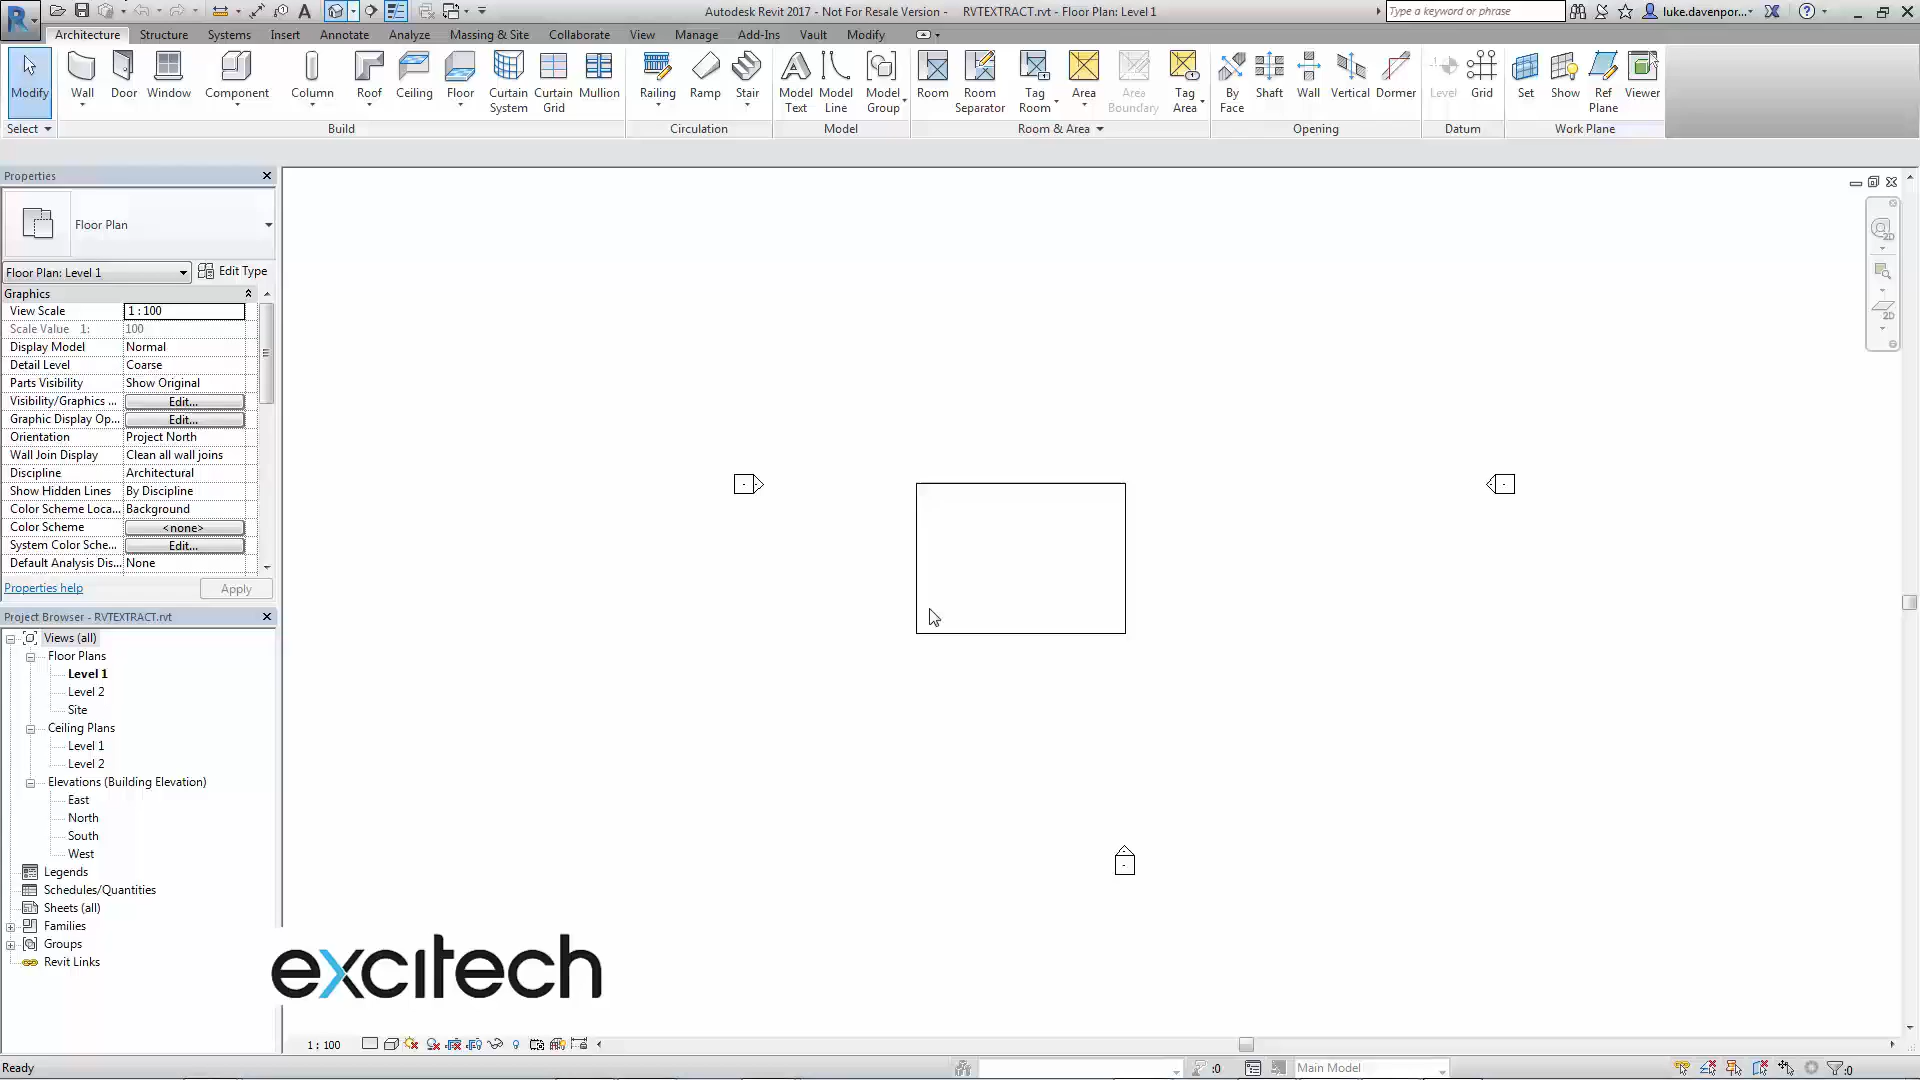 Autodesk Revit 2017 - Not For Resale Version -    RVTEXTRACT.rvt - Floor Plan: Level 1
Type a keyword or phrase
luke.davenpor...
Architecture Structure Systems Insert Annotate Analyze Massing & Site Collaborate View Manage Add-Ins Vault Modify
Modify
Wall
Door
Window
Component
Column
Roof
Ceiling
Floor
Curtain System
Curtain Grid
Mullion
Railing
Ramp
Stair
Model Text
Model Line
Model Group
Room
Room Separator
Tag Room
Area
Area Boundary
Tag Area
By Face
Shaft
Wall
Vertical
Dormer
Level
Grid
Set
Show
Ref Plane
Viewer
Select
Build
Circulation
Model
Room & Area
Opening
Datum
Work Plane
Properties
Floor Plan
Floor Plan: Level 1
Edit Type
Graphics
View Scale 1 : 100
Scale Value 1: 100
Display Model Normal
Detail Level Coarse
Parts Visibility Show Original
Visibility/Graphics ... Edit...
Graphic Display Op... Edit...
Orientation Project North
Wall Join Display Clean all wall joins
Discipline Architectural
Show Hidden Lines By Discipline
Color Scheme Loca... Background
Color Scheme <none>
System Color Sche... Edit...
Default Analysis Dis... None
Properties help
Apply
Project Browser - RVTEXTRACT.rvt
Views (all)
Floor Plans
Level 1
Level 2
Site
Ceiling Plans
Level 1
Level 2
Elevations (Building Elevation)
East
North
South
West
Legends
Schedules/Quantities
Sheets (all)
Families
Groups
Revit Links
excitech
1 : 100
2D
2D
Ready
:0
Main Model
:0